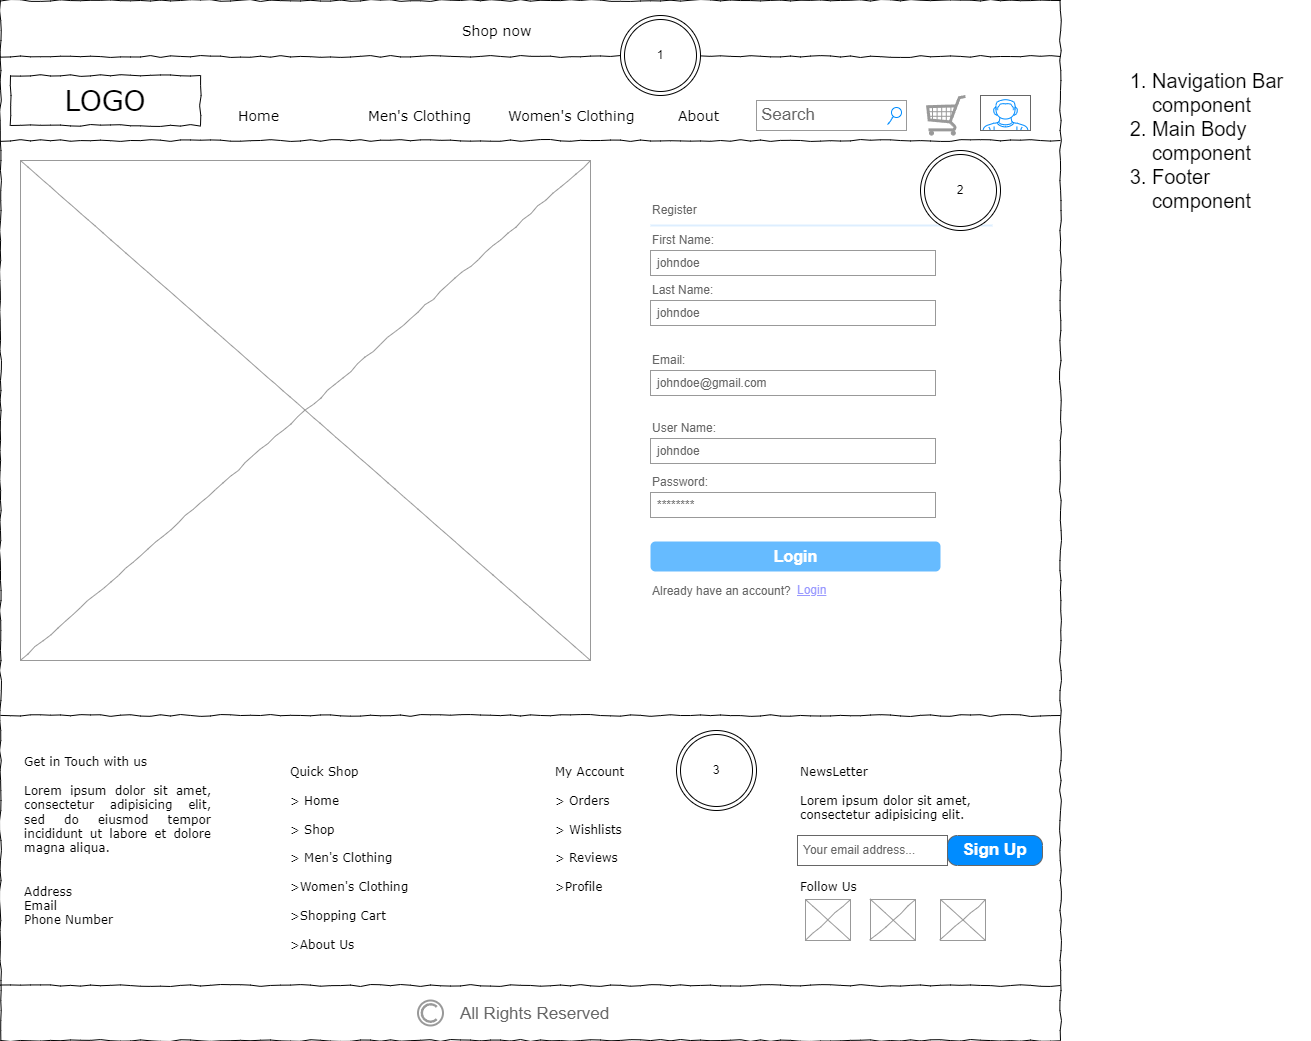 Shop now
1
LOGO
Home
Men's Clothing
Women's Clothing
About
Search
1. Navigation Bar
component
2. Main Body
component
3. Footer
component
2
Register
First Name:
johndoe
Last Name:
johndoe
Email:
johndoe@gmail.com
User Name:
johndoe
Password:
********
Login
Already have an account? Login
3
Get in Touch with us
Lorem ipsum dolor sit amet,
consectetur adipisicing elit,
sed do eiusmod tempor
incididunt ut labore et dolore
magna aliqua.
Address
Email
Phone Number
Quick Shop
> Home
> Shop
> Men's Clothing
>Women's Clothing
>Shopping Cart
>About Us
My Account
> Orders
> Wishlists
> Reviews
>Profile
NewsLetter
Lorem ipsum dolor sit amet,
consectetur adipisicing elit.
Your email address...
Sign Up
Follow Us
© All Rights Reserved